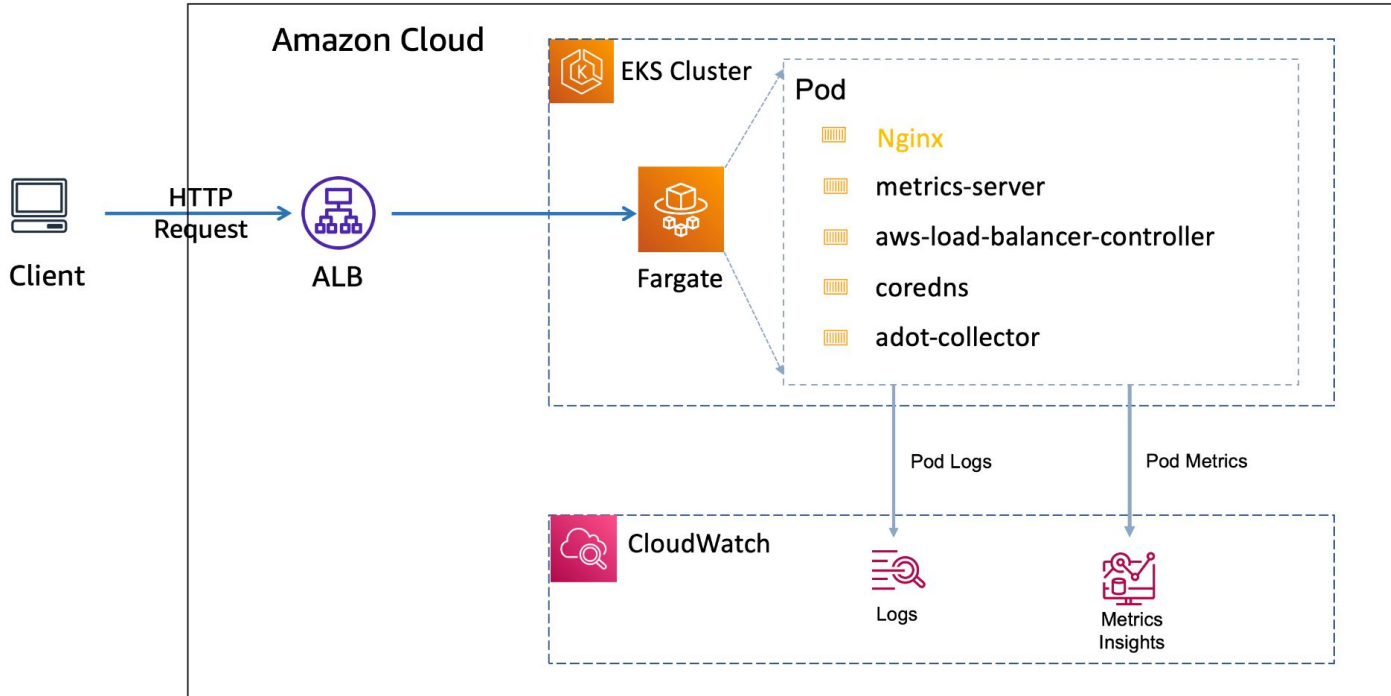 Amazon Cloud
EKS Cluster
Pod
Nginx
metrics-server
aws-load-balancer-controller
coredns
adot-collector
HTTP
Request
Client
ALB
Fargate
Pod Logs
Pod Metrics
CloudWatch
Logs
Metrics
Insights